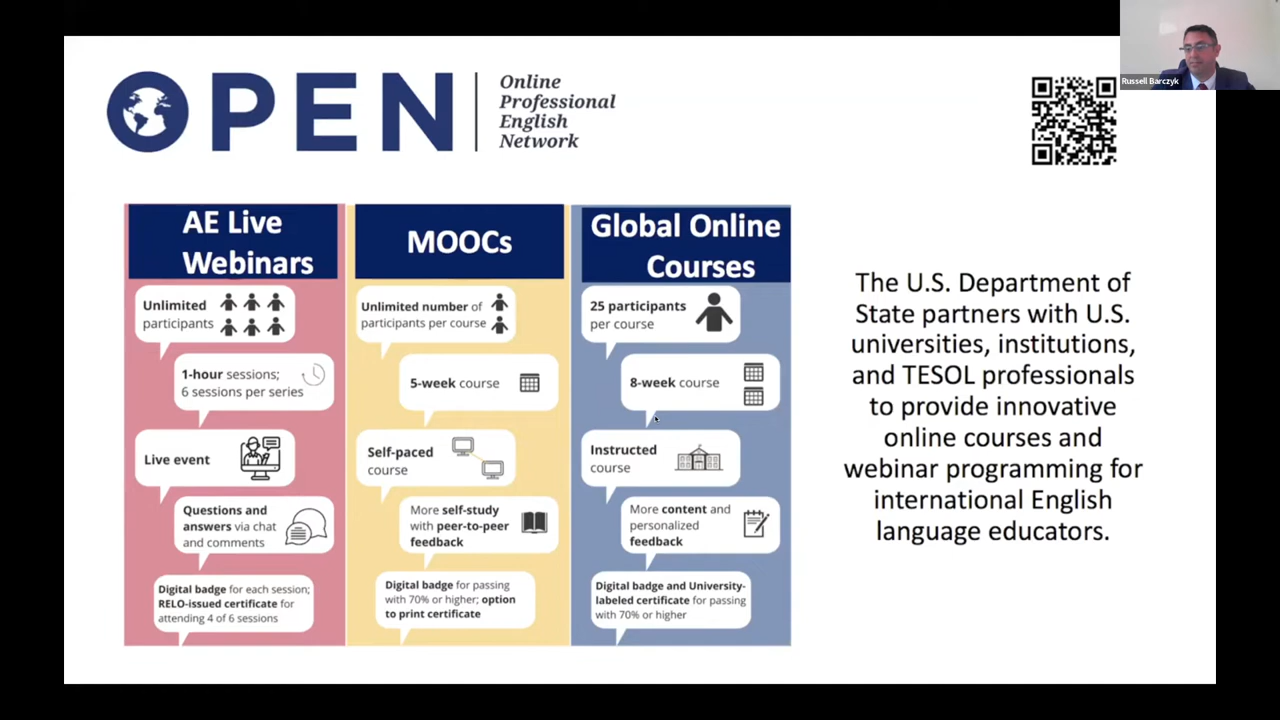 OPEN
Online
Professional
English
Network
Russell Barczyk
AE Live
Webinars
Unlimited
participants
1-hour sessions;
6 sessions per series
Live event
Questions and
answers via chat
and comments
Digital badge for each session;
RELO-issued certificate for
attending 4 of 6 sessions
MOOCs
Unlimited number of
participants per course
5-week course
Self-paced
course
More self-study
with peer-to-peer
feedback
Digital badge for passing
with 70% or higher; option
to print certificate
Global Online
Courses
25 participants
per course
8-week course
Instructed
course
More content and
personalized
feedback
Digital badge and University-
labeled certificate for passing
with 70% or higher
The U.S. Department of
State partners with U.S.
universities, institutions,
and TESOL professionals
to provide innovative
online courses and
webinar programming for
international English
language educators.